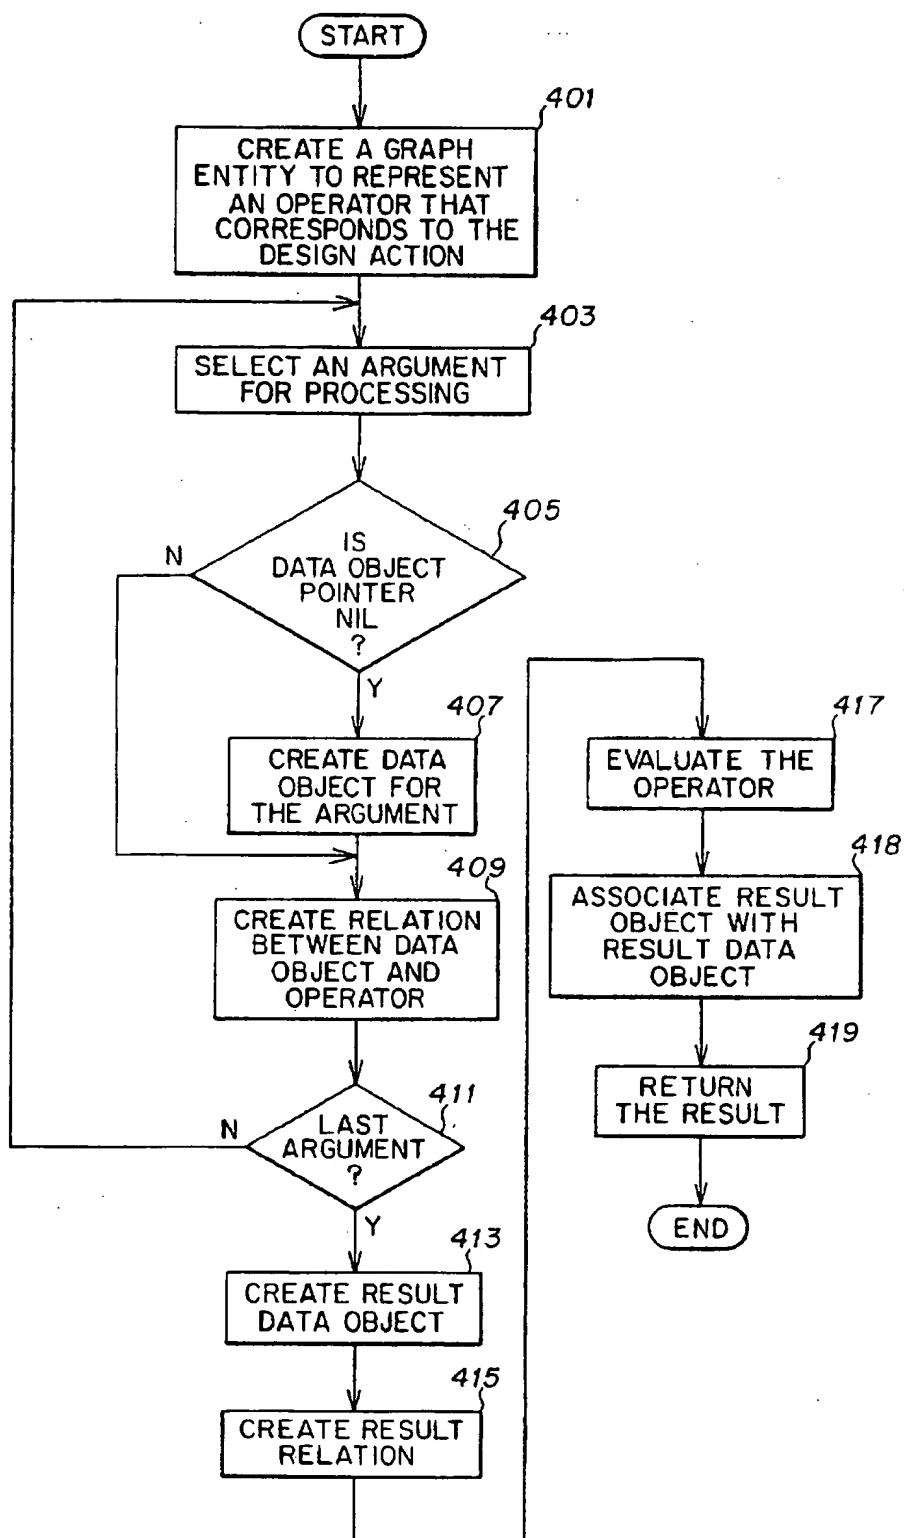 START
401
CREATE A GRAPH
ENTITY TO REPRESENT
AN OPERATOR THAT
CORRESPONDS TO THE
DESIGN ACTION
403
SELECT AN ARGUMENT
FOR PROCESSING
405
N
IS
DATA OBJECT
POINTER
NIL
?
Y
407
CREATE DATA
OBJECT FOR
THE ARGUMENT
409
CREATE RELATION
BETWEEN DATA
OBJECT AND
OPERATOR
411
N
LAST
ARGUMENT
?
Y
413
CREATE RESULT
DATA OBJECT
415
CREATE RESULT
RELATION
417
EVALUATE THE
OPERATOR
418
ASSOCIATE RESULT
OBJECT WITH
RESULT DATA
OBJECT
419
RETURN
THE RESULT
END